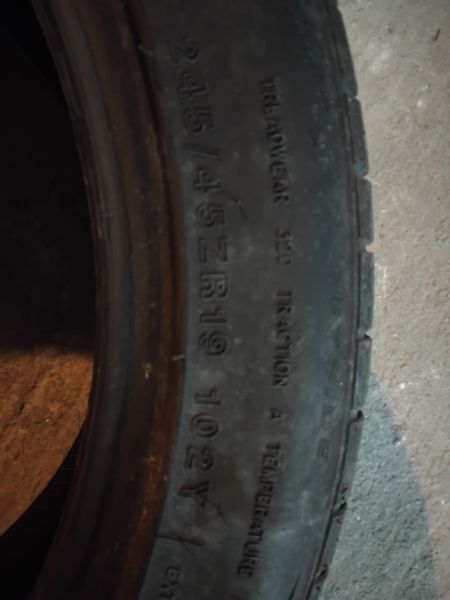 245/45ZR19 102Y
TREADWEAR 320 TRACTION A TEMPERATURE